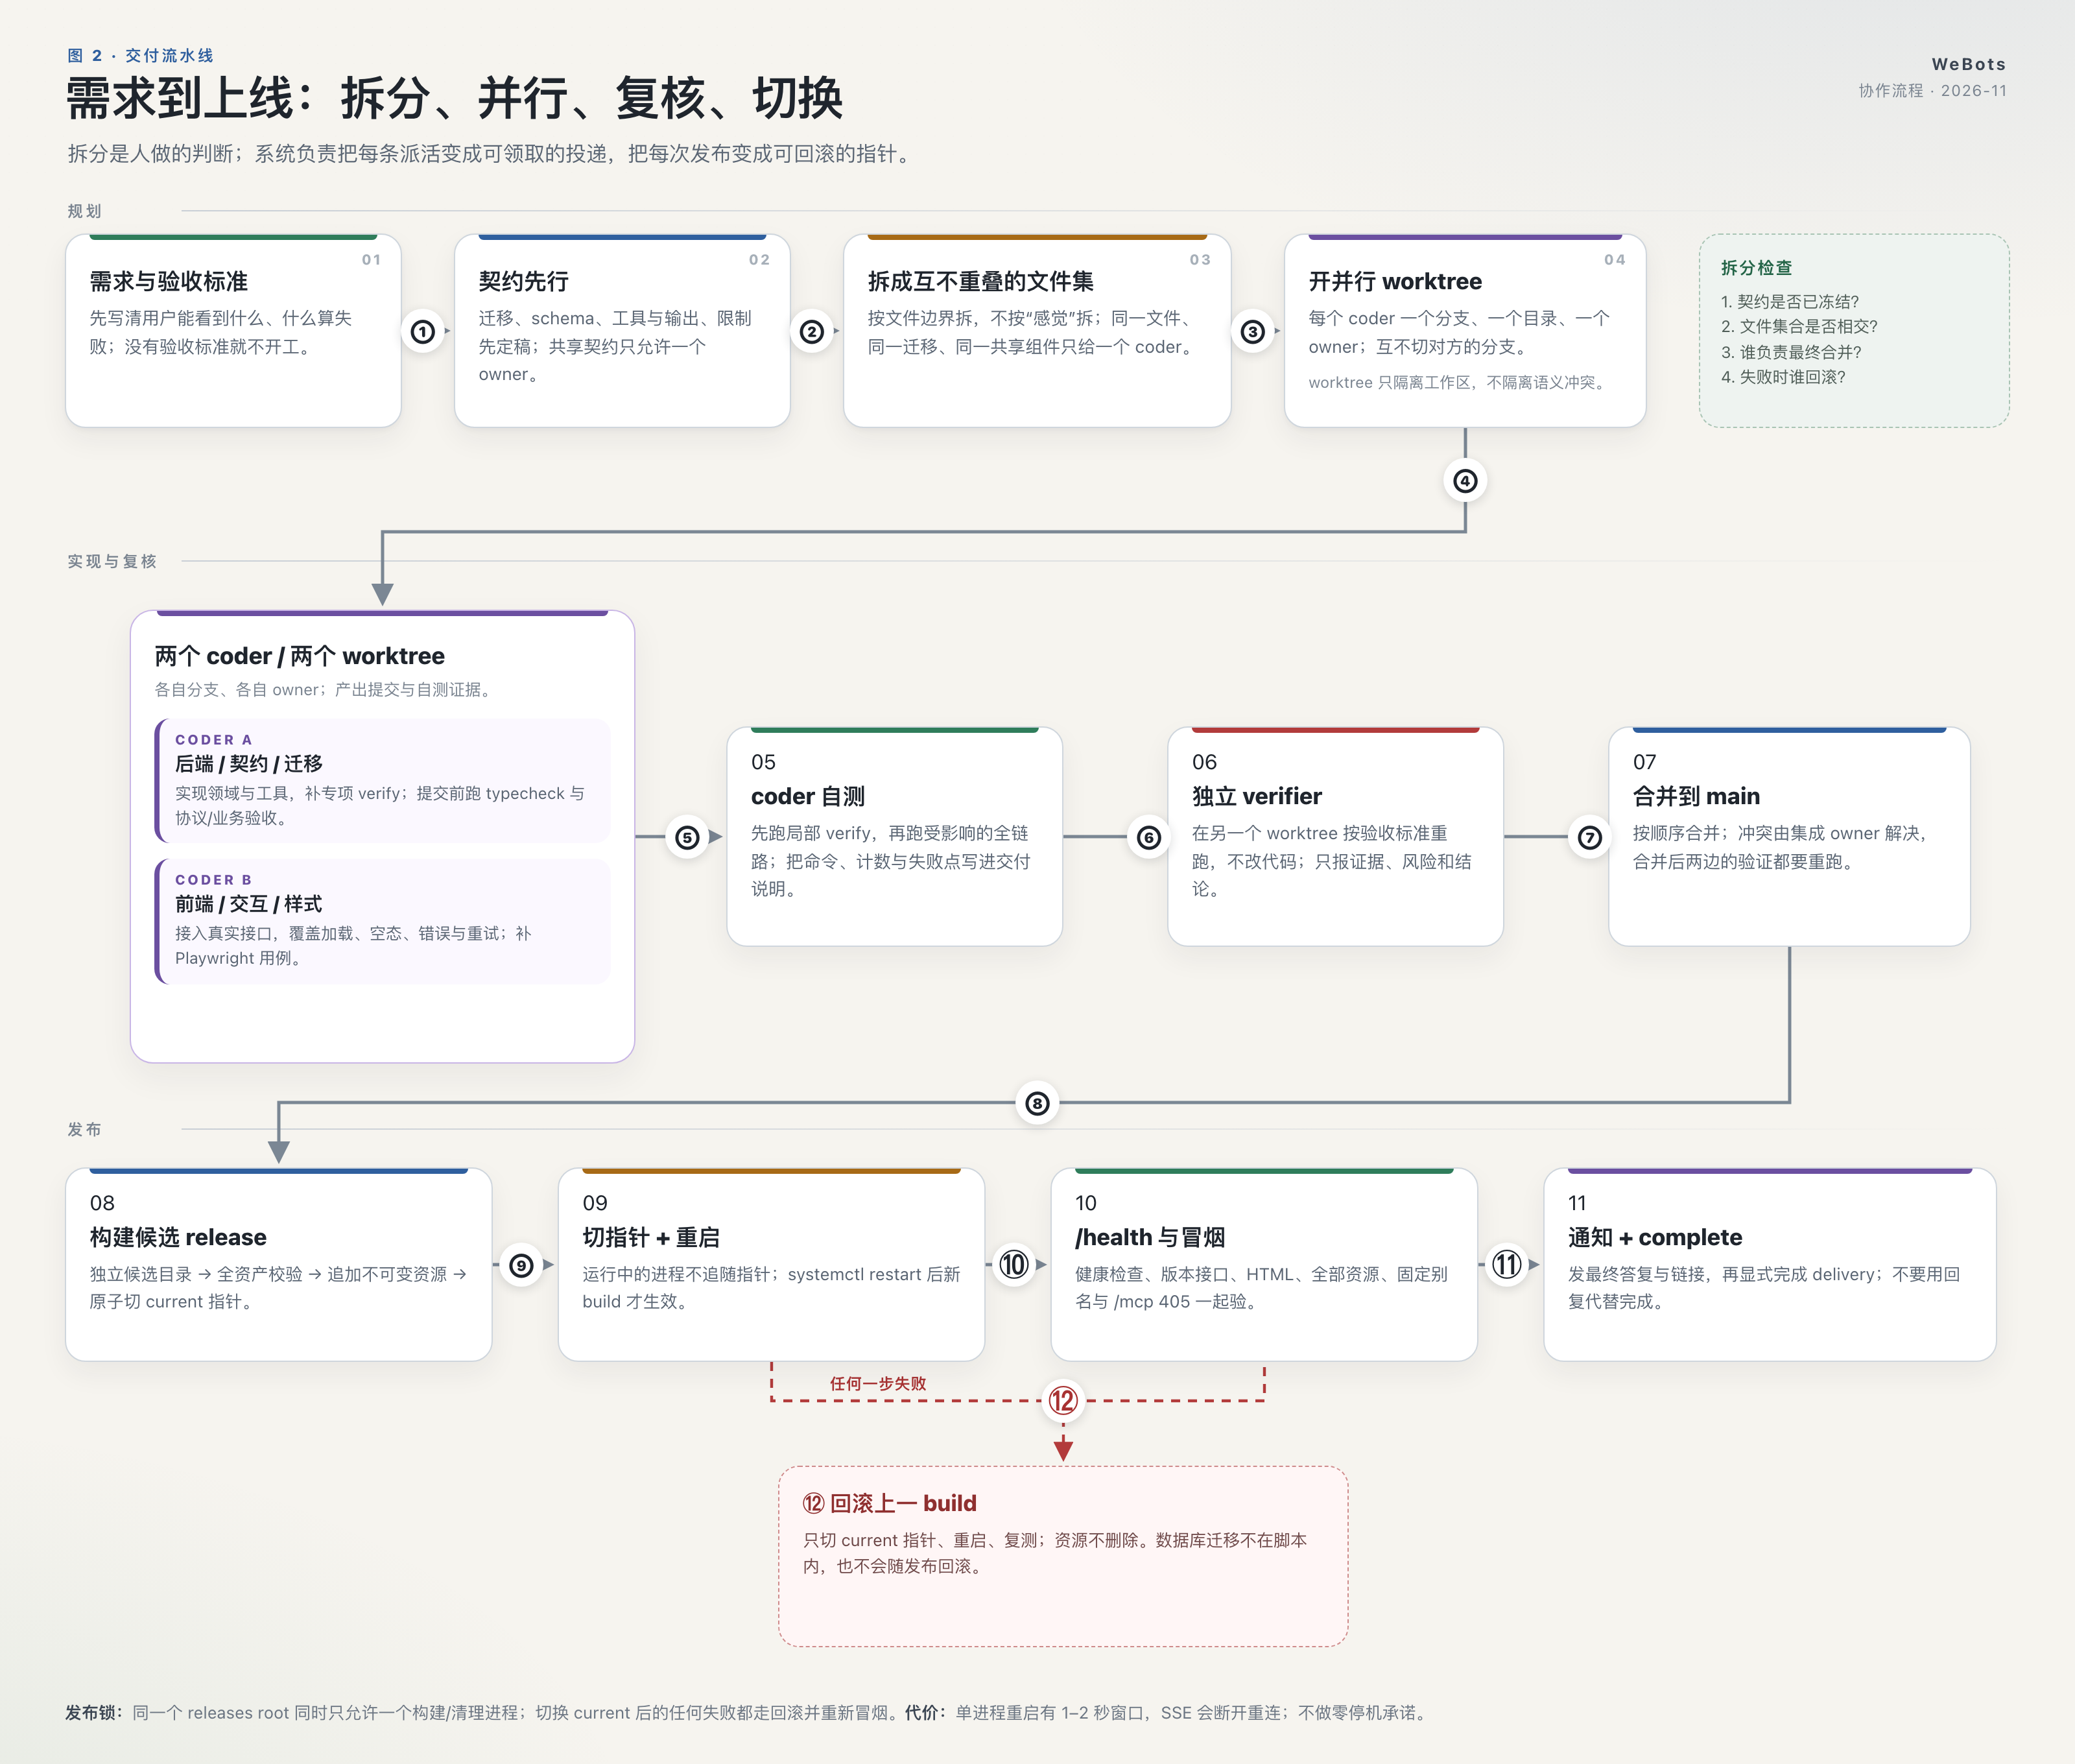 图 2 · 交付流水线
需求到上线：拆分、并行、复核、切换
拆分是人做的判断；系统负责把每条派活变成可领取的投递，把每次发布变成可回滚的指针。
WeBots
协作流程 · 2026-11
规划
01
需求与验收标准
先写清用户能看到什么、什么算失
败；没有验收标准就不开工。
①
02
契约先行
迁移、schema、工具与输出、限制
先定稿；共享契约只允许一个
owner。
②
03
拆成互不重叠的文件集
按文件边界拆，不按“感觉”拆；同一文件、
同一迁移、同一共享组件只给一个 coder。
③
04
开并行 worktree
每个 coder 一个分支、一个目录、一个
owner；互不切对方的分支。
worktree 只隔离工作区，不隔离语义冲突。
拆分检查
1. 契约是否已冻结？
2. 文件集合是否相交？
3. 谁负责最终合并？
4. 失败时谁回滚？
④
实现与复核
两个 coder / 两个 worktree
各自分支、各自 owner；产出提交与自测证据。
CODER A
后端 / 契约 / 迁移
实现领域与工具，补专项 verify；提交前跑 typecheck 与
协议/业务验收。
CODER B
前端 / 交互 / 样式
接入真实接口，覆盖加载、空态、错误与重试；补
Playwright 用例。
⑤
05
coder 自测
先跑局部 verify，再跑受影响的全链
路；把命令、计数与失败点写进交付
说明。
⑥
06
独立 verifier
在另一个 worktree 按验收标准重
跑，不改代码；只报证据、风险和结
论。
⑦
07
合并到 main
按顺序合并；冲突由集成 owner 解决，
合并后两边的验证都要重跑。
⑧
发布
08
构建候选 release
独立候选目录 → 全资产校验 → 追加不可变资源 →
原子切 current 指针。
⑨
09
切指针 + 重启
运行中的进程不追随指针；systemctl restart 后新
build 才生效。
⑩
10
/health 与冒烟
健康检查、版本接口、HTML、全部资源、固定别
名与 /mcp 405 一起验。
⑪
11
通知 + complete
发最终答复与链接，再显式完成 delivery；不要用回
复代替完成。
任何一步失败
⑫
⑫ 回滚上一 build
只切 current 指针、重启、复测；资源不删除。数据库迁移不在脚本
内，也不会随发布回滚。
发布锁：同一个 releases root 同时只允许一个构建/清理进程；切换 current 后的任何失败都走回滚并重新冒烟。代价：单进程重启有 1–2 秒窗口，SSE 会断开重连；不做零停机承诺。